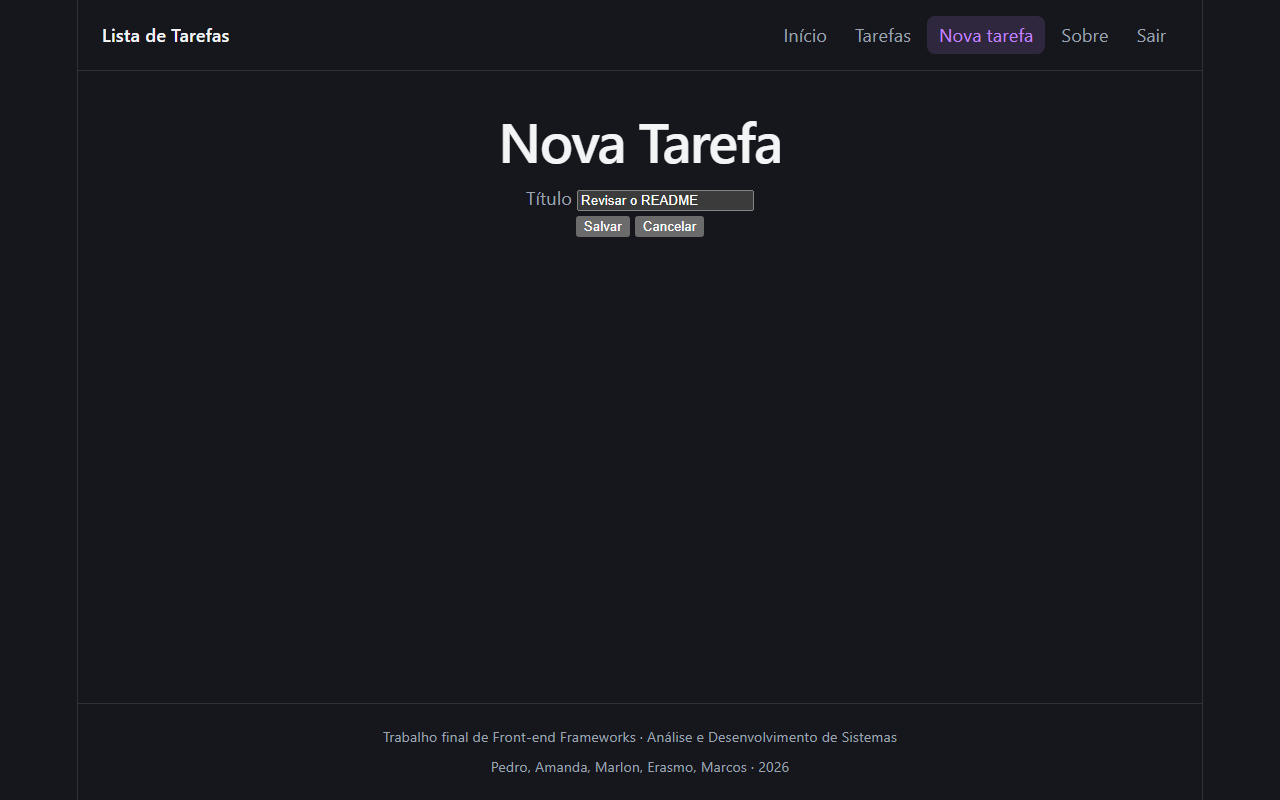 Lista de Tarefas
Início Tarefas Nova tarefa Sobre Sair
Nova Tarefa
Título Revisar o README
Salvar Cancelar
Trabalho final de Front-end Frameworks · Análise e Desenvolvimento de Sistemas
Pedro, Amanda, Marlon, Erasmo, Marcos · 2026